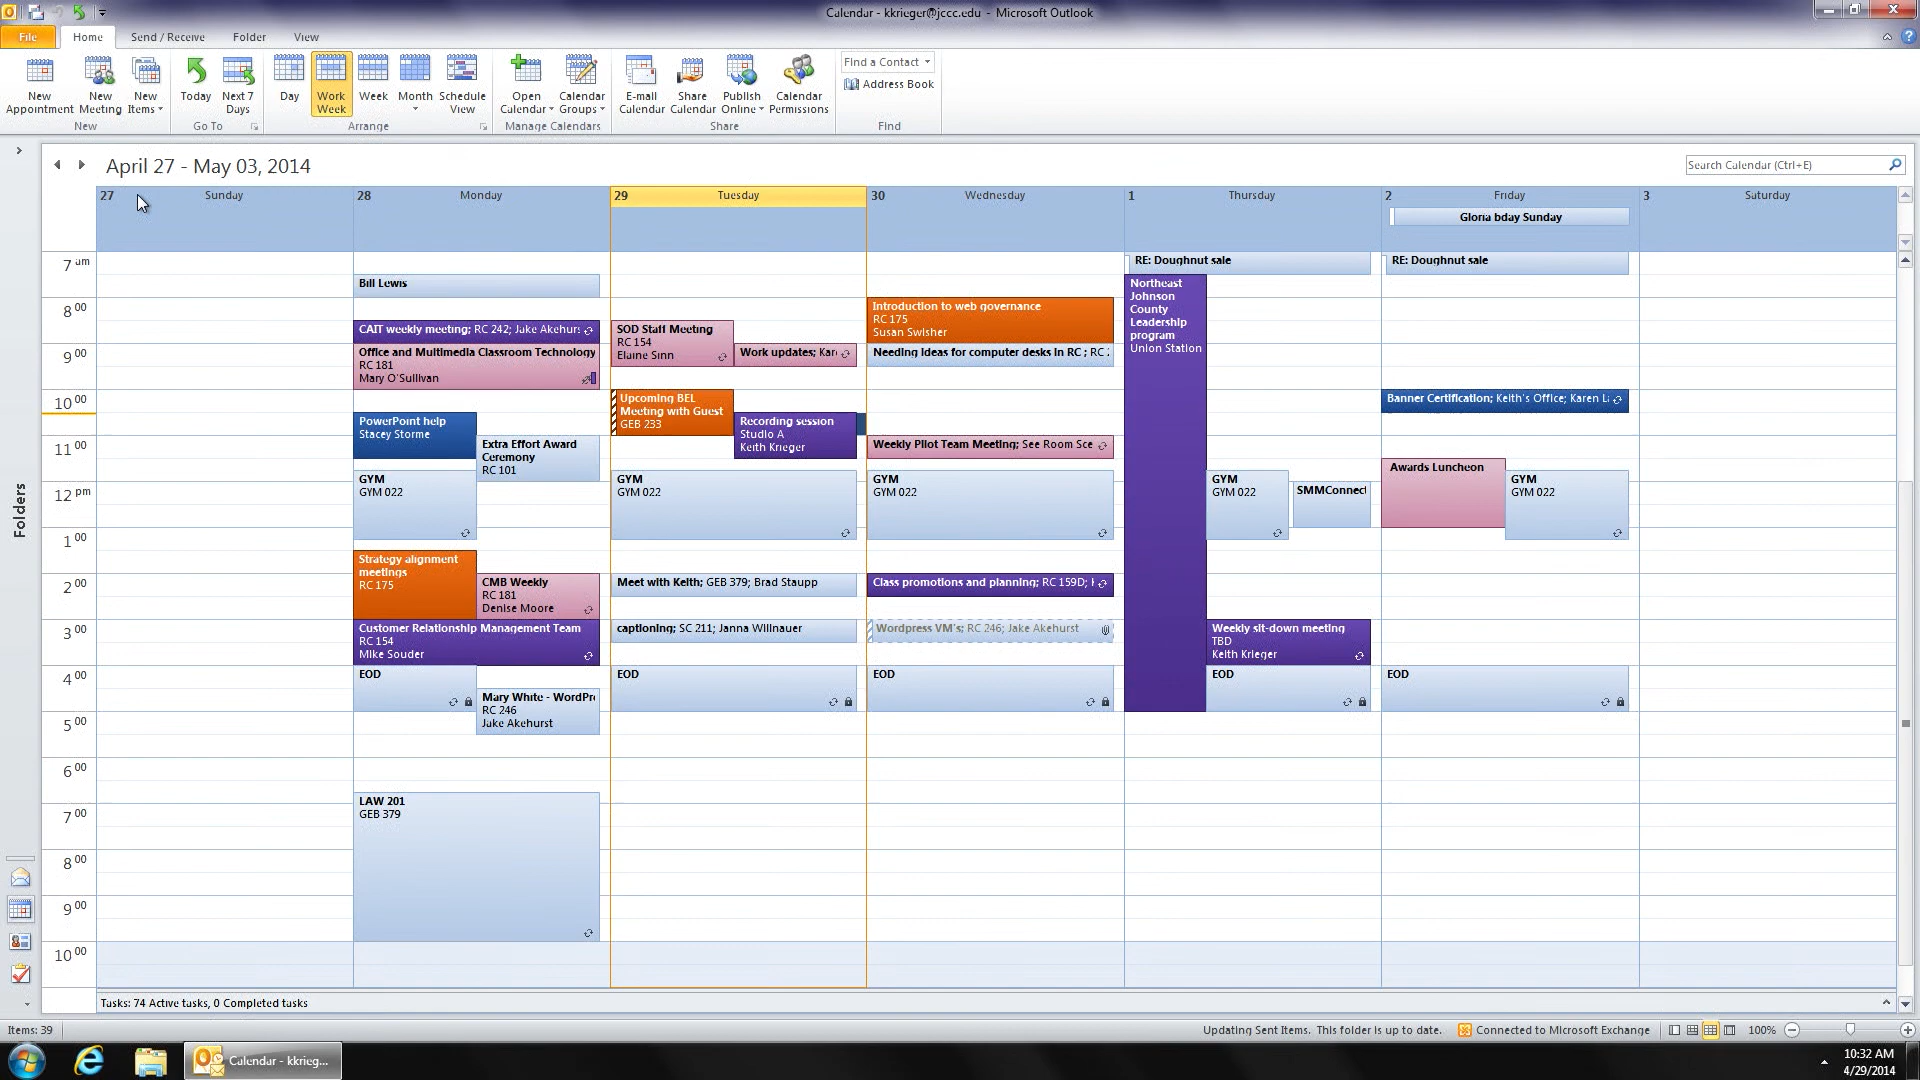 Calendar - kkrieger@jccc.edu - Microsoft Outlook
File Home Send / Receive Folder View
New Appointment
New Meeting
New Items
New
Today
Next 7 Days
Go To
Day
Work Week
Week
Month
Schedule View
Arrange
Open Calendar
Calendar Groups
Manage Calendars
E-mail Calendar
Share Calendar
Publish Online
Calendar Permissions
Share
Find a Contact
Address Book
Find
April 27 - May 03, 2014
Search Calendar (Ctrl+E)
27 Sunday
28 Monday
29 Tuesday
30 Wednesday
1 Thursday
2 Friday
3 Saturday
Gloria bday Sunday
Folders
7 am
8 00
9 00
10 00
11 00
12 pm
1 00
2 00
3 00
4 00
5 00
6 00
7 00
8 00
9 00
10 00
Bill Lewis
CAIT weekly meeting; RC 242; Jake Akehurs
Office and Multimedia Classroom Technology
RC 181
Mary O'Sullivan
PowerPoint help
Stacey Storme
Extra Effort Award
Ceremony
RC 101
GYM
GYM 022
Strategy alignment
meetings
RC 175
CMB Weekly
RC 181
Denise Moore
Customer Relationship Management Team
RC 154
Mike Souder
EOD
Mary White - WordPr
RC 246
Jake Akehurst
LAW 201
GEB 379
SOD Staff Meeting
RC 154
Elaine Sinn
Work updates; Kar
Upcoming BEL
Meeting with Guest
GEB 233
Recording session
Studio A
Keith Krieger
GYM
GYM 022
Meet with Keith; GEB 379; Brad Staupp
captioning; SC 211; Janna Willnauer
EOD
Introduction to web governance
RC 175
Susan Swisher
Needing ideas for computer desks in RC ; RC
Weekly Pilot Team Meeting; See Room Sce
GYM
GYM 022
Class promotions and planning; RC 159D;
Wordpress VM's; RC 246; Jake Akehurst
EOD
RE: Doughnut sale
Northeast
Johnson
County
Leadership
program
Union Station
GYM
GYM 022
SMMConnect
Weekly sit-down meeting
TBD
Keith Krieger
EOD
RE: Doughnut sale
Banner Certification; Keith's Office; Karen L
Awards Luncheon
GYM
GYM 022
EOD
Tasks: 74 Active tasks, 0 Completed tasks
Items: 39
Updating Sent Items. This folder is up to date.
Connected to Microsoft Exchange
100%
Calendar - kkrieg...
10:32 AM
4/29/2014